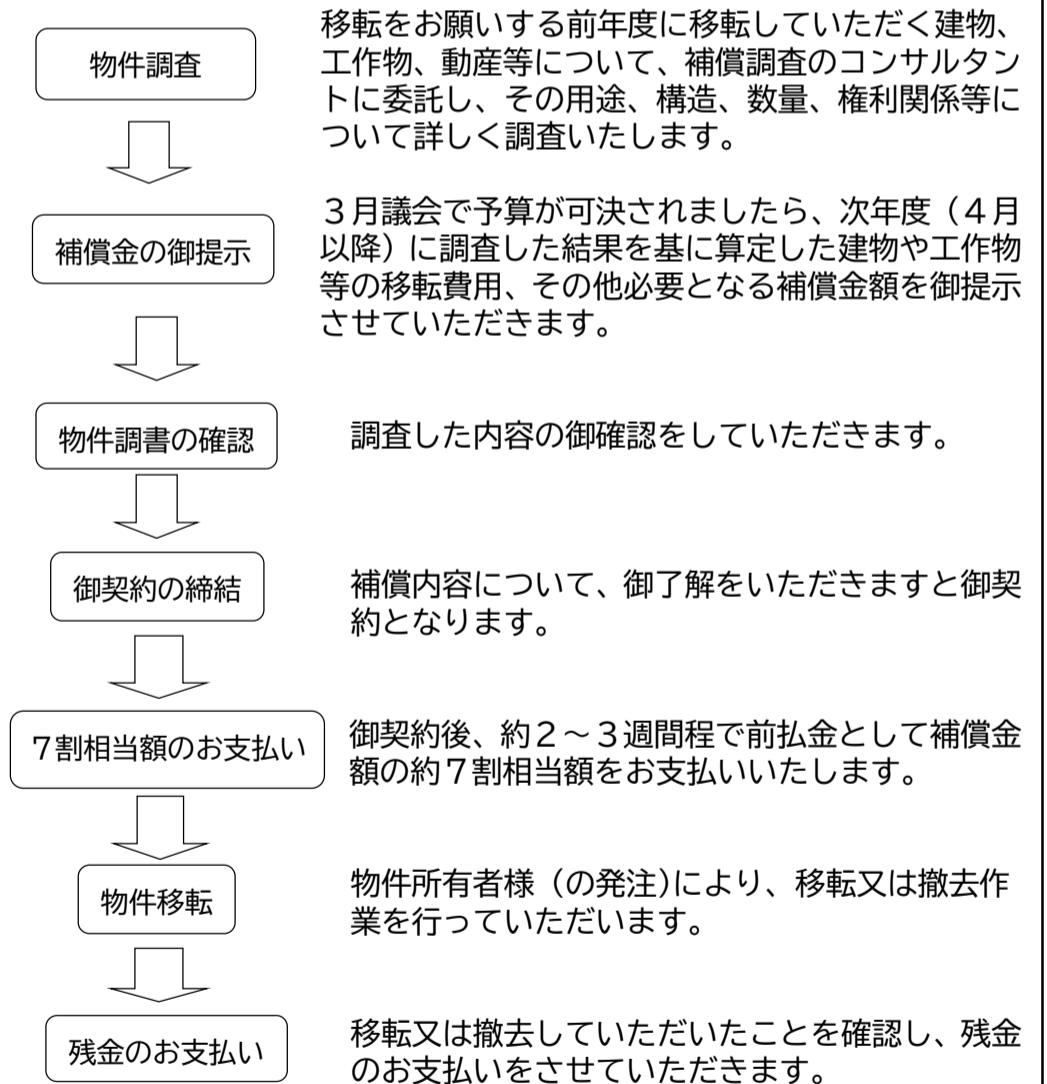 物件調査
移転をお願いする前年度に移転していただく建物、
工作物、動産等について、補償調査のコンサルタン
トに委託し、その用途、構造、数量、権利関係等に
ついて詳しく調査いたします。
補償金の御提示
３月議会で予算が可決されましたら、次年度（４月
以降）に調査した結果を基に算定した建物や工作物
等の移転費用、その他必要となる補償金額を御提示
させていただきます。
物件調書の確認
調査した内容の御確認をしていただきます。
御契約の締結
補償内容について、御了解をいただきますと御契
約となります。
７割相当額のお支払い
御契約後、約２～３週間程で前払金として補償金
額の約７割相当額をお支払いいたします。
物件移転
物件所有者様（の発注)により、移転又は撤去作
業を行っていただいます。
残金のお支払い
移転又は撤去していただいたことを確認し、残金
のお支払いをさせていただきます。